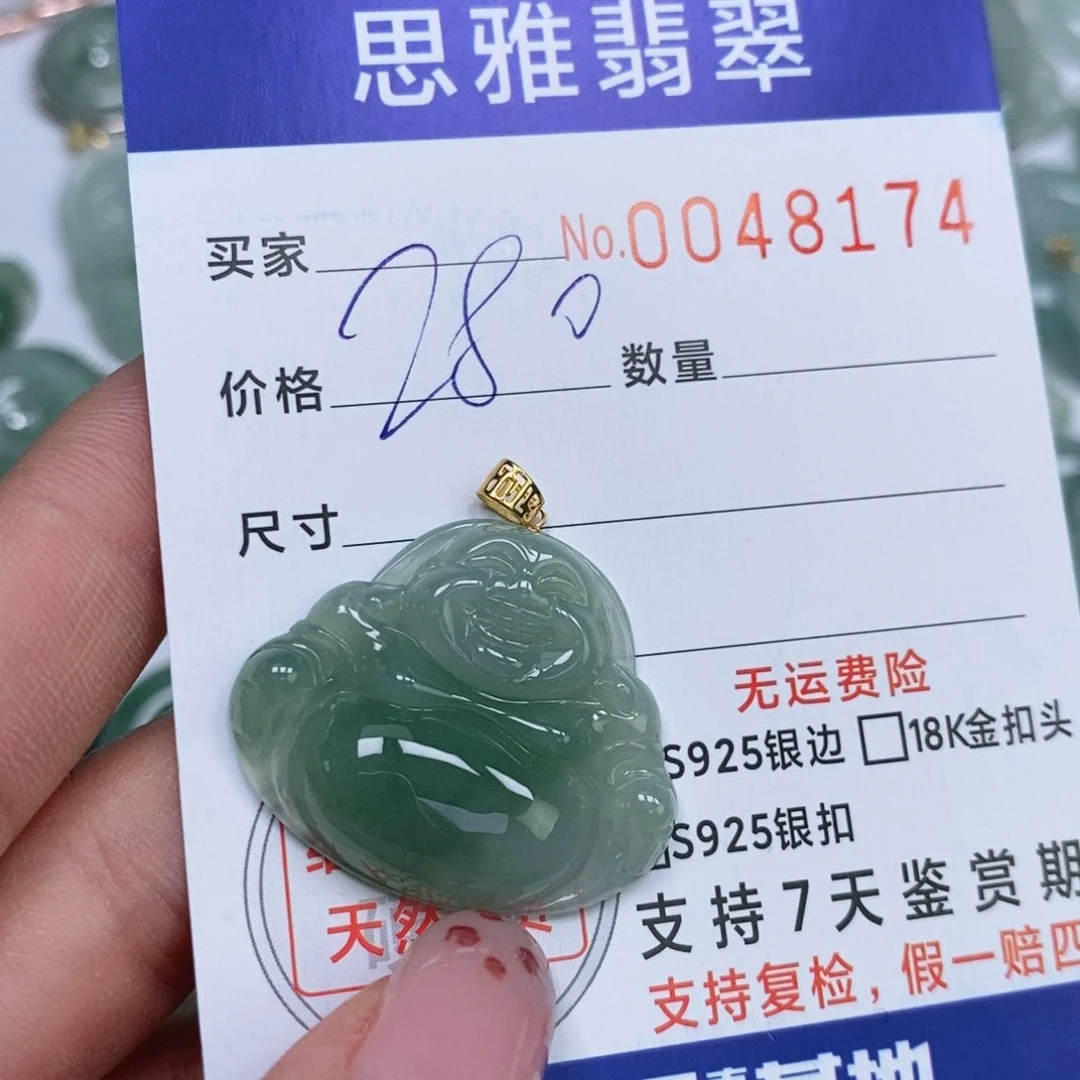 思雅翡翠
买家
No.0048174
价格 280 数量
尺寸
无运费险
S925银边 □18K金扣头
S925银扣
支持7天鉴赏期
天然
支持复检，假一赔四
基地